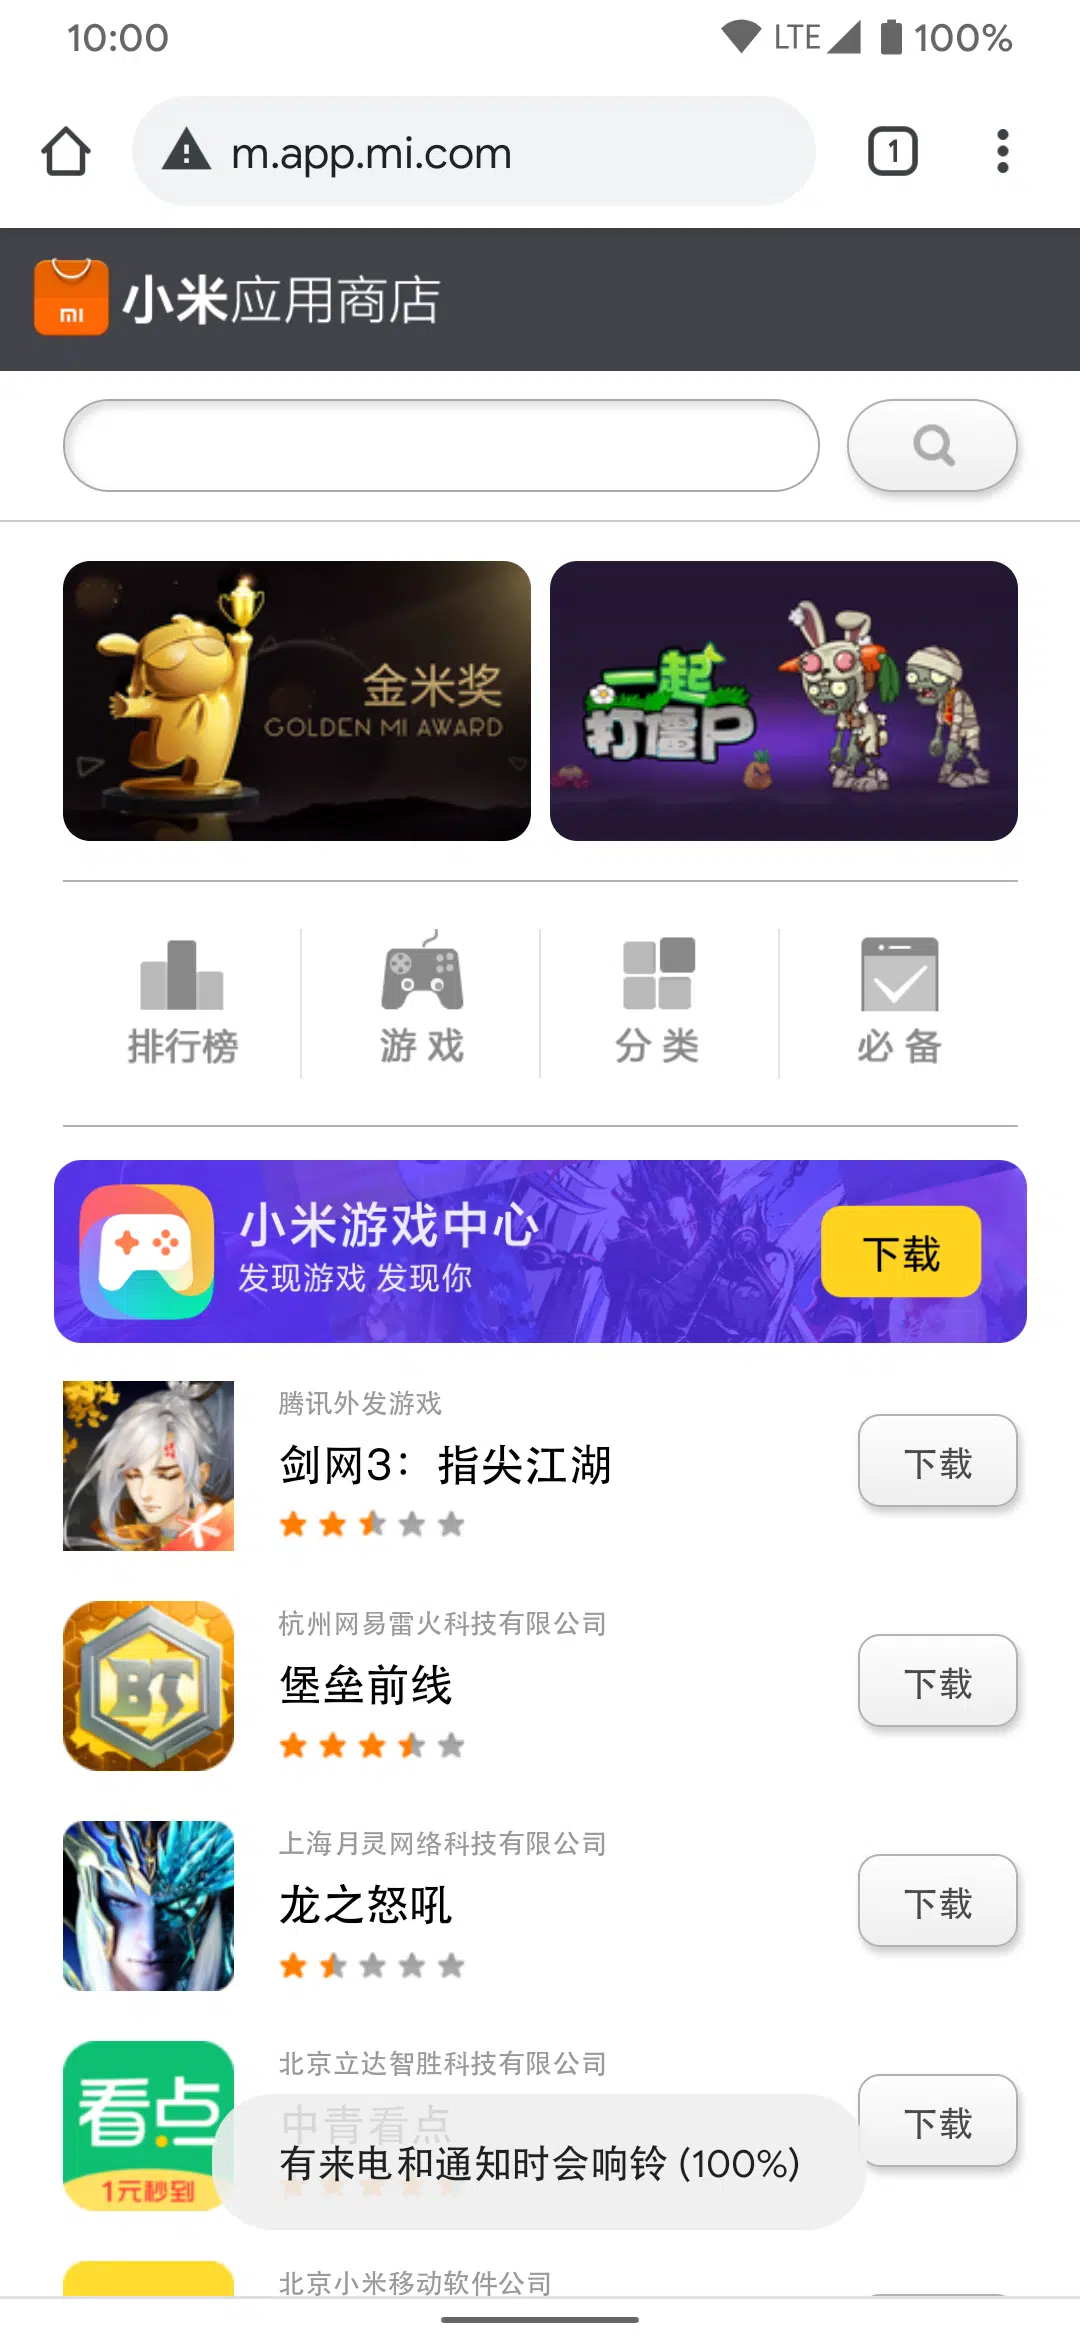 10:00
LTE
100%
m.app.mi.com
1
mi
小米应用商店
金米奖
GOLDEN MI AWARD
一起
打僵尸
排行榜
游戏
分类
必备
小米游戏中心
发现游戏 发现你
下载
腾讯外发游戏
剑网3：指尖江湖
下载
BT
杭州网易雷火科技有限公司
堡垒前线
下载
上海月灵网络科技有限公司
龙之怒吼
下载
看点
1元秒到
北京立达智胜科技有限公司
中青看点
下载
有来电和通知时会响铃 (100%)
北京小米移动软件公司